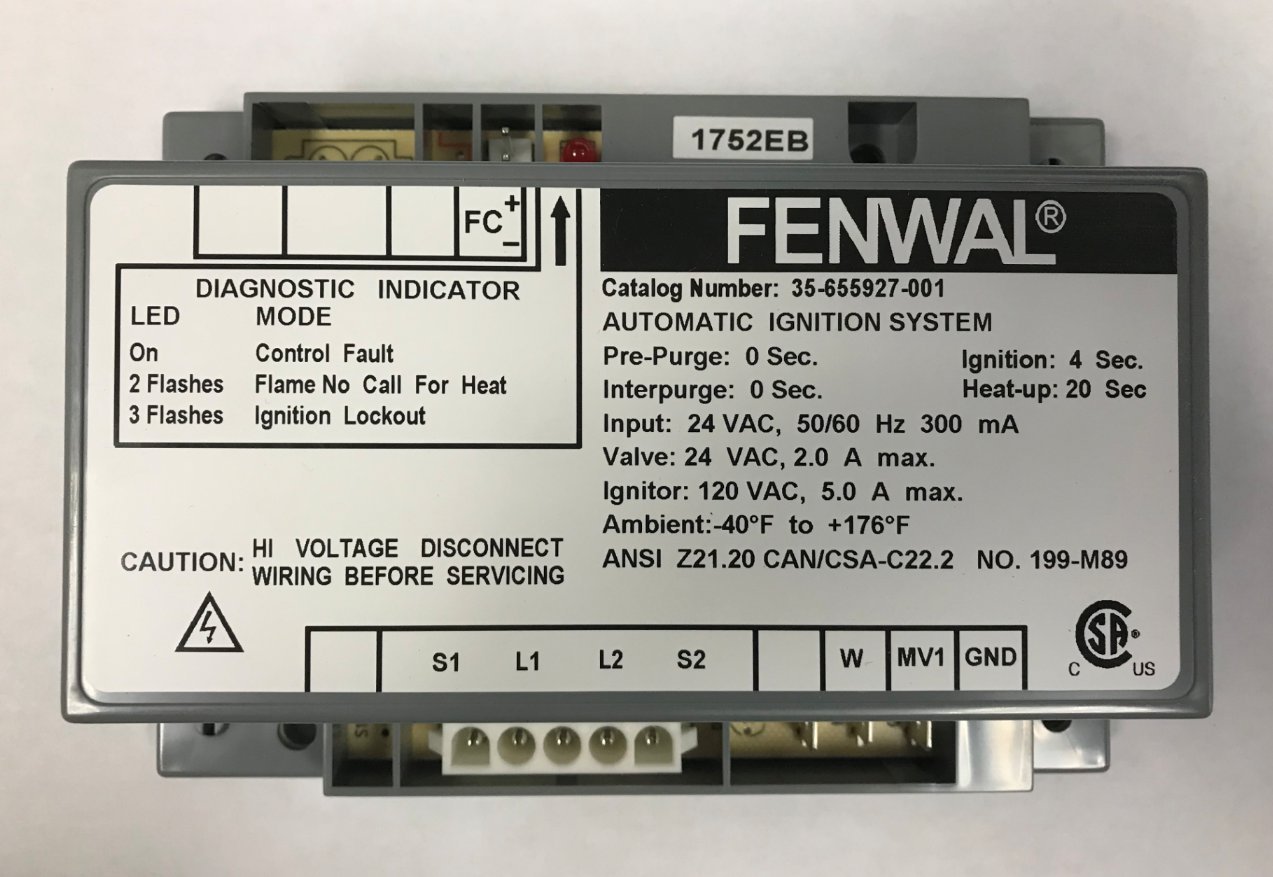 1752EB
FC + −
FENWAL®
DIAGNOSTIC INDICATOR
LED MODE
On Control Fault
2 Flashes Flame No Call For Heat
3 Flashes Ignition Lockout
Catalog Number: 35-655927-001
AUTOMATIC IGNITION SYSTEM
Pre-Purge: 0 Sec. Ignition: 4 Sec.
Interpurge: 0 Sec. Heat-up: 20 Sec
Input: 24 VAC, 50/60 Hz 300 mA
Valve: 24 VAC, 2.0 A max.
Ignitor: 120 VAC, 5.0 A max.
Ambient:-40°F to +176°F
ANSI Z21.20 CAN/CSA-C22.2 NO. 199-M89
CAUTION: HI VOLTAGE DISCONNECT
WIRING BEFORE SERVICING
S1 L1 L2 S2 W MV1 GND
C SA® US